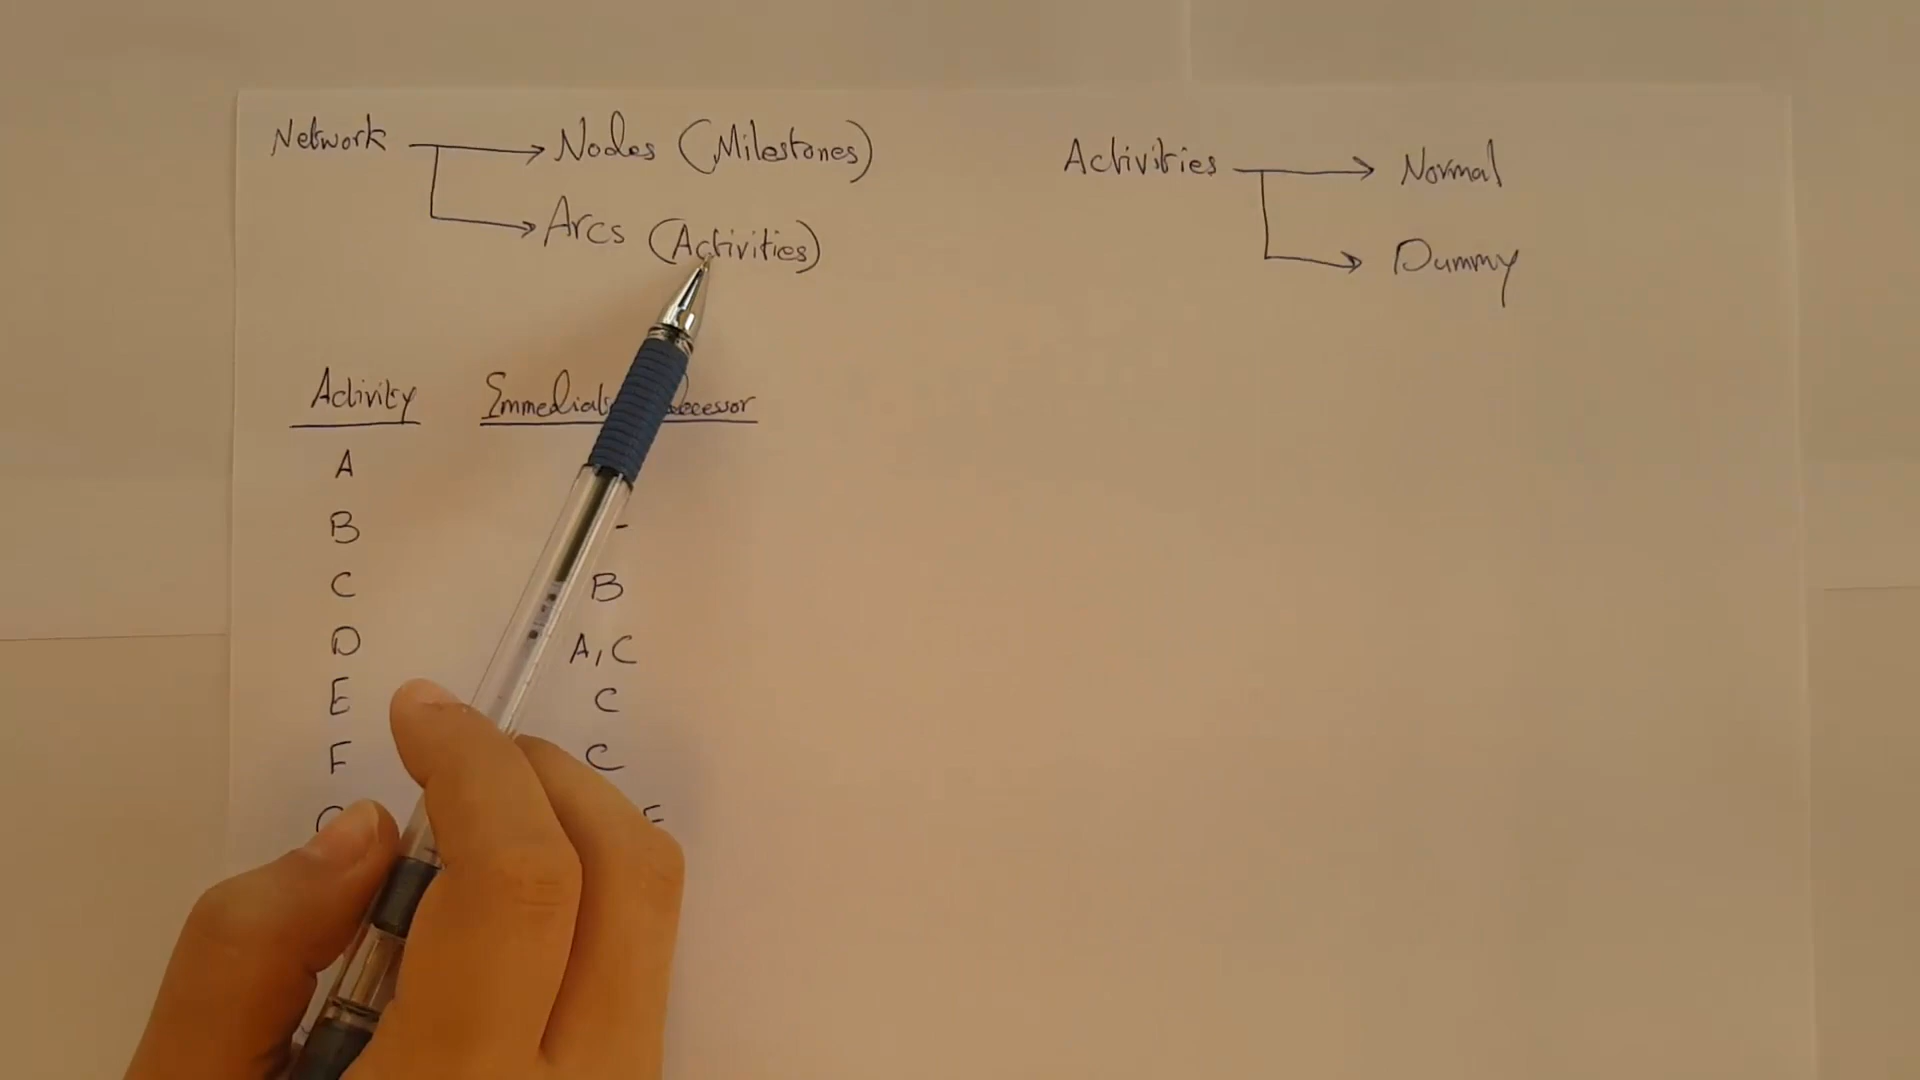 Network → Nodes (Milestones)
→ Arcs (Activities)
Activities → Normal
→ Dummy
Activity
A
B -
C B
D A, C
E C
F C